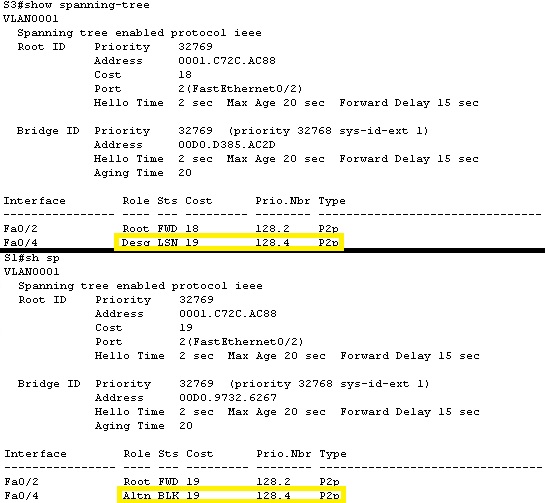 S3#show spanning-tree
VLAN0001
Spanning tree enabled protocol ieee
Root ID Priority 32769
Address 0001.C72C.AC88
Cost 18
Port 2(FastEthernet0/2)
Hello Time 2 sec Max Age 20 sec Forward Delay 15 sec
Bridge ID Priority 32769 (priority 32768 sys-id-ext 1)
Address 00D0.D385.AC2D
Hello Time 2 sec Max Age 20 sec Forward Delay 15 sec
Aging Time 20
Interface Role Sts Cost Prio.Nbr Type
---------------- ---- --- --------- -------- --------------------------------
Fa0/2 Root FWD 18 128.2 P2p
Fa0/4 Desg LSN 19 128.4 P2p
S1#sh sp
VLAN0001
Spanning tree enabled protocol ieee
Root ID Priority 32769
Address 0001.C72C.AC88
Cost 19
Port 2(FastEthernet0/2)
Hello Time 2 sec Max Age 20 sec Forward Delay 15 sec
Bridge ID Priority 32769 (priority 32768 sys-id-ext 1)
Address 00D0.9732.6267
Hello Time 2 sec Max Age 20 sec Forward Delay 15 sec
Aging Time 20
Interface Role Sts Cost Prio.Nbr Type
---------------- ---- --- --------- -------- --------------------------------
Fa0/2 Root FWD 19 128.2 P2p
Fa0/4 Altn BLK 19 128.4 P2p